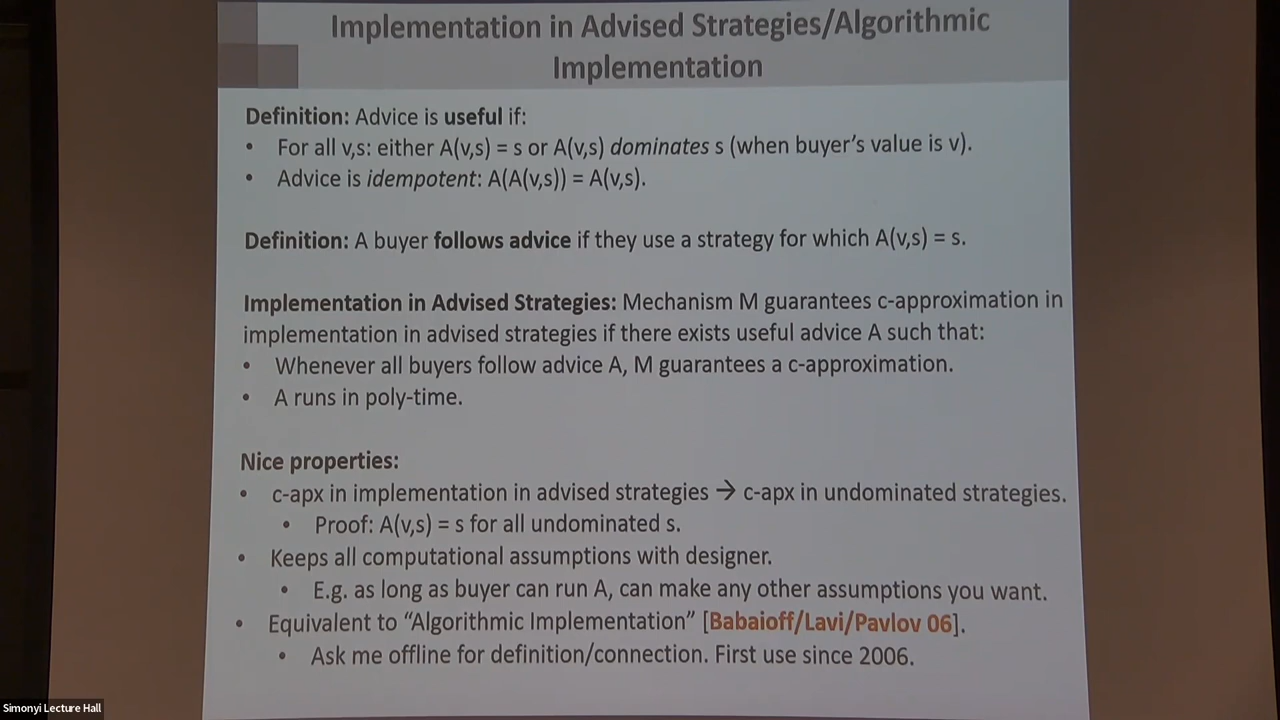 Implementation in Advised Strategies/Algorithmic
Implementation
Definition: Advice is useful if:
• For all v,s: either A(v,s) = s or A(v,s) dominates s (when buyer's value is v).
• Advice is idempotent: A(A(v,s)) = A(v,s).
Definition: A buyer follows advice if they use a strategy for which A(v,s) = s.
Implementation in Advised Strategies: Mechanism M guarantees c-approximation in
implementation in advised strategies if there exists useful advice A such that:
• Whenever all buyers follow advice A, M guarantees a c-approximation.
• A runs in poly-time.
Nice properties:
• c-apx in implementation in advised strategies → c-apx in undominated strategies.
• Proof: A(v,s) = s for all undominated s.
• Keeps all computational assumptions with designer.
• E.g. as long as buyer can run A, can make any other assumptions you want.
• Equivalent to "Algorithmic Implementation" [Babaioff/Lavi/Pavlov 06].
• Ask me offline for definition/connection. First use since 2006.
Simonyi Lecture Hall